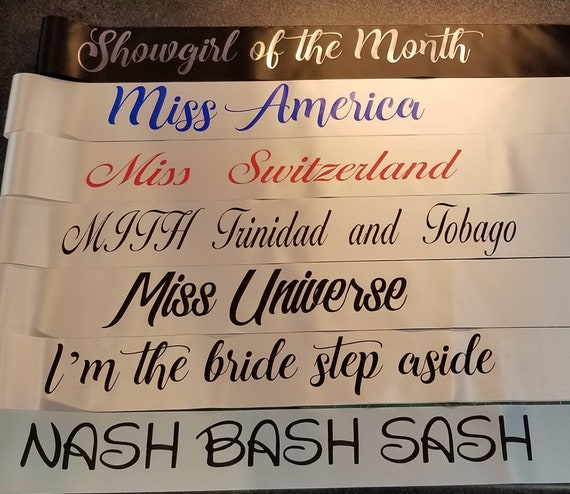 Showgirl of the Month
Miss America
Miss Switzerland
MITH Trinidad and Tobago
Miss Universe
I'm the bride step aside
NASH BASH SASH